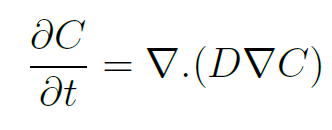 ∂C/∂t = ∇.(D∇C)